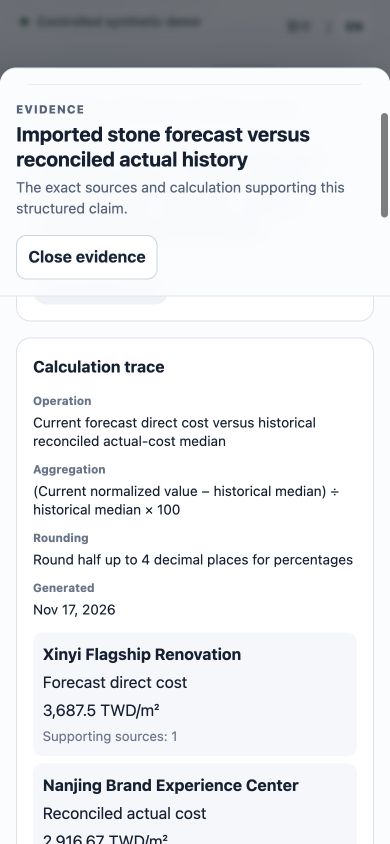 Controlled synthetic demo
EN
EVIDENCE
Imported stone forecast versus
reconciled actual history
The exact sources and calculation supporting this
structured claim.
Close evidence
Calculation trace
Operation
Current forecast direct cost versus historical
reconciled actual-cost median
Aggregation
(Current normalized value − historical median) ÷
historical median × 100
Rounding
Round half up to 4 decimal places for percentages
Generated
Nov 17, 2026
Xinyi Flagship Renovation
Forecast direct cost
3,687.5 TWD/m²
Supporting sources: 1
Nanjing Brand Experience Center
Reconciled actual cost
2,916.67 TWD/m²